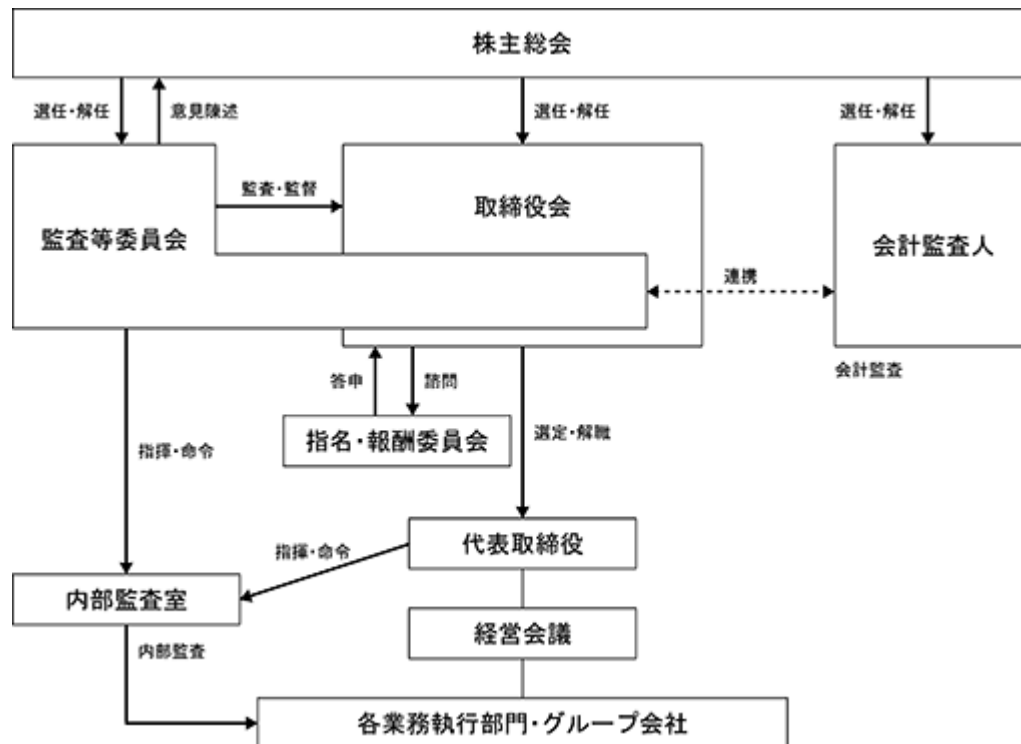 株主総会
選任・解任
意見陳述
選任・解任
選任・解任
監査等委員会
監査・監督
取締役会
会計監査人
連携
会計監査
答申
諮問
指名・報酬委員会
選定・解職
指揮・命令
代表取締役
指揮・命令
内部監査室
経営会議
内部監査
各業務執行部門・グループ会社